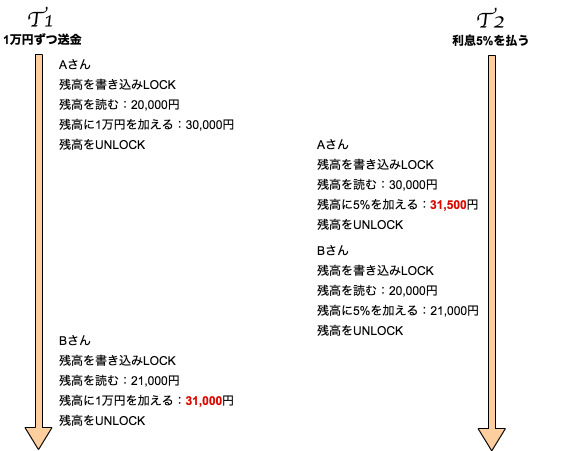 T1
1万円ずつ送金
Aさん
残高を書き込みLOCK
残高を読む：20,000円
残高に1万円を加える：30,000円
残高をUNLOCK
Bさん
残高を書き込みLOCK
残高を読む：21,000円
残高に1万円を加える：31,000円
残高をUNLOCK
T2
利息5%を払う
Aさん
残高を書き込みLOCK
残高を読む：30,000円
残高に5%を加える：31,500円
残高をUNLOCK
Bさん
残高を書き込みLOCK
残高を読む：20,000円
残高に5%を加える：21,000円
残高をUNLOCK